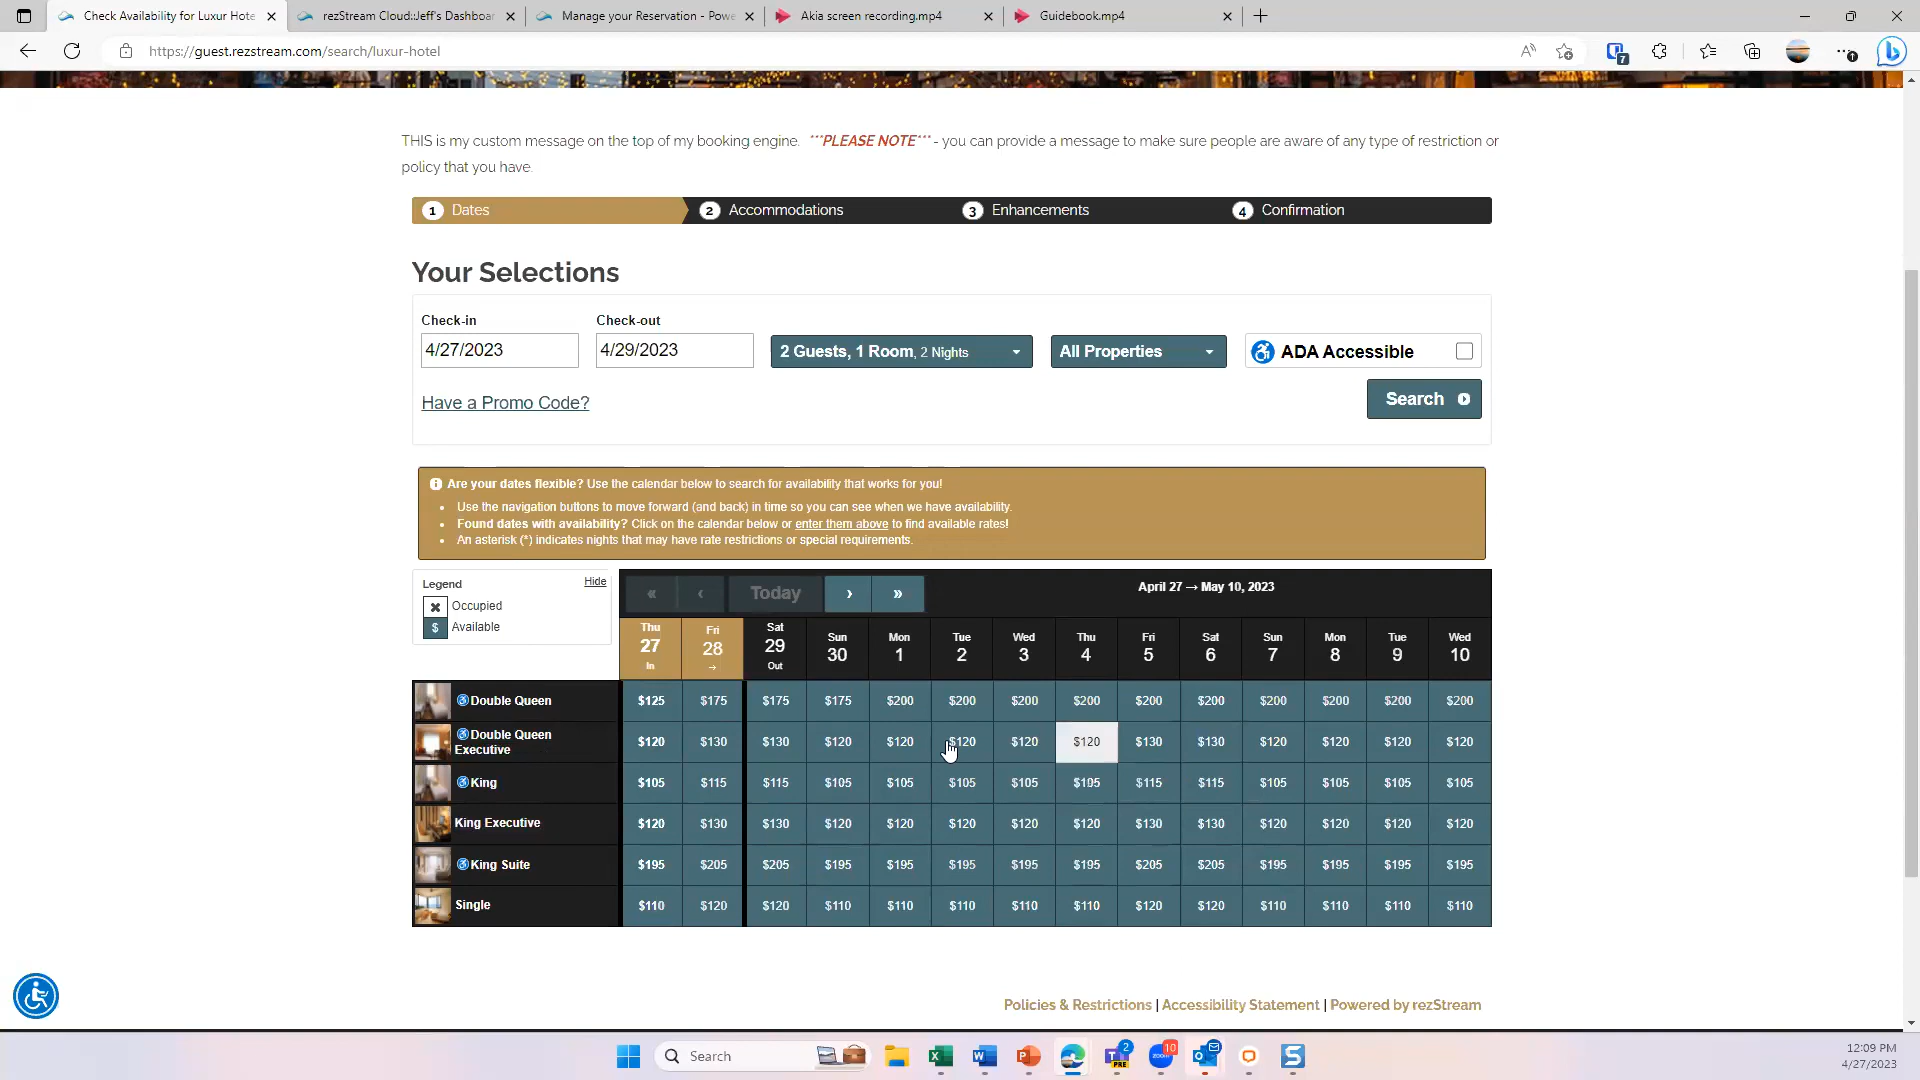 Check Availability for Luxur Hote
rezStream Cloud::Jeff's Dashboar
Manage your Reservation - Powe
Akia screen recording.mp4
Guidebook.mp4
https://guest.rezstream.com/search/luxur-hotel
7
THIS is my custom message on the top of my booking engine. ***PLEASE NOTE*** - you can provide a message to make sure people are aware of any type of restriction or
policy that you have.
1 Dates
2 Accommodations
3 Enhancements
4 Confirmation
Your Selections
Check-in
Check-out
4/27/2023
4/29/2023
2 Guests, 1 Room, 2 Nights
All Properties
ADA Accessible
Have a Promo Code?
Search
Are your dates flexible? Use the calendar below to search for availability that works for you!
• Use the navigation buttons to move forward (and back) in time so you can see when we have availability.
• Found dates with availability? Click on the calendar below or enter them above to find available rates!
• An asterisk (*) indicates nights that may have rate restrictions or special requirements.
Legend
Hide
Occupied
$ Available
« ‹ Today › »
April 27 → May 10, 2023
Thu 27 In
Fri 28 →
Sat 29 Out
Sun 30
Mon 1
Tue 2
Wed 3
Thu 4
Fri 5
Sat 6
Sun 7
Mon 8
Tue 9
Wed 10
Double Queen $125 $175 $175 $175 $200 $200 $200 $200 $200 $200 $200 $200 $200 $200
Double Queen
Executive
$120 $130 $130 $120 $120 $120 $120 $120 $130 $130 $120 $120 $120 $120
King $105 $115 $115 $105 $105 $105 $105 $105 $115 $115 $105 $105 $105 $105
King Executive $120 $130 $130 $120 $120 $120 $120 $120 $130 $130 $120 $120 $120 $120
King Suite $195 $205 $205 $195 $195 $195 $195 $195 $205 $205 $195 $195 $195 $195
Single $110 $120 $120 $110 $110 $110 $110 $110 $120 $120 $110 $110 $110 $110
Policies & Restrictions | Accessibility Statement | Powered by rezStream
Search
2
PRE
zoom
10
12:09 PM
4/27/2023